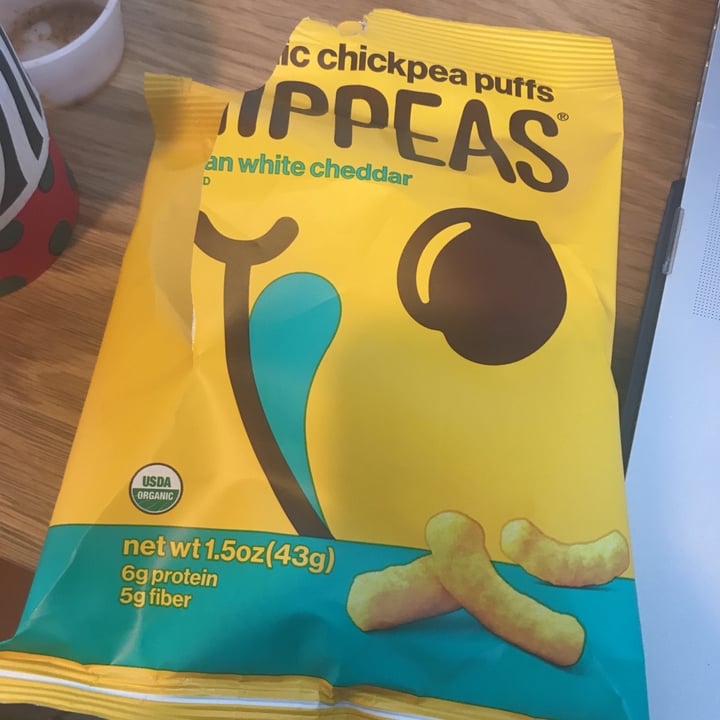 ic chickpea puffs
IPPEAS®
an white cheddar
D
USDA
ORGANIC
net wt 1.5oz(43g)
6g protein
5g fiber